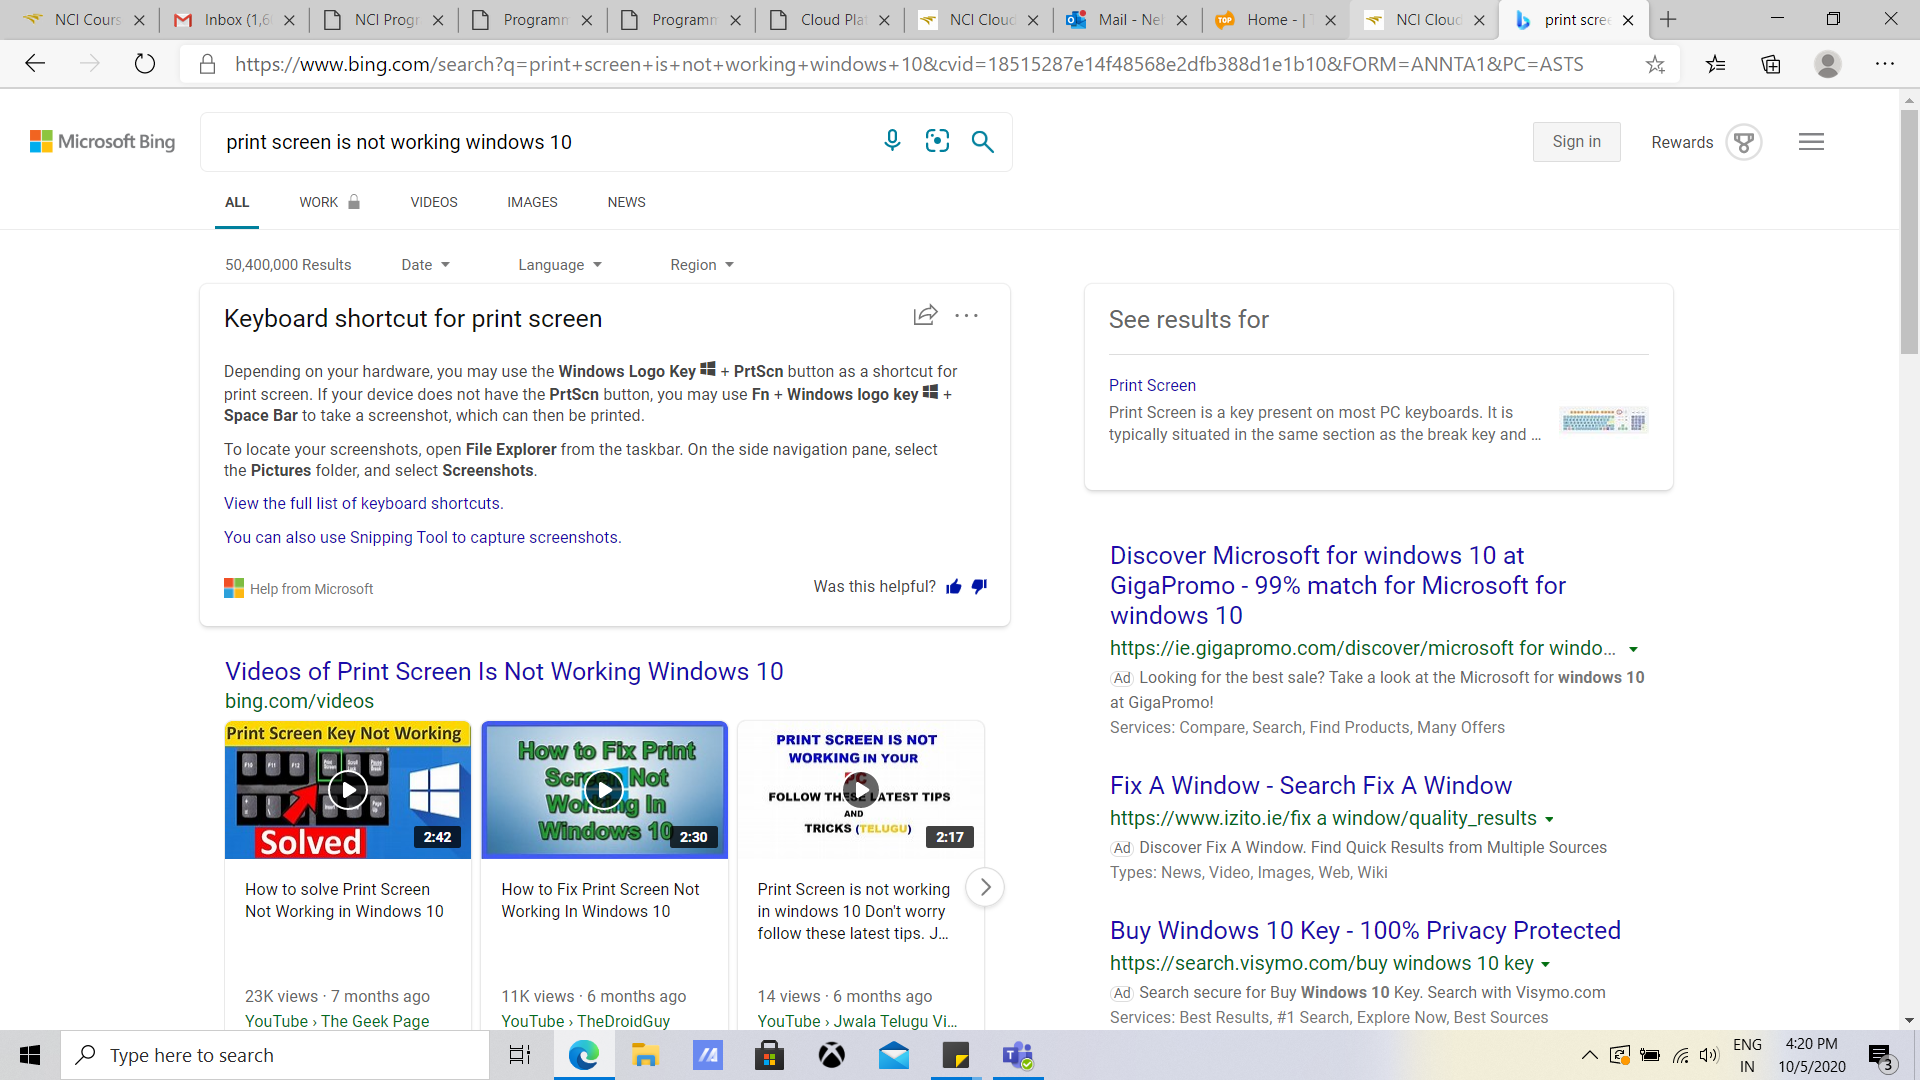 NCI Cours
Inbox (1,6
NCI Progr
Programm
Programm
Cloud Plat
NCI Cloud
Mail - Neh
Home - | T
NCI Cloud
print scree
https://www.bing.com/search?q=print+screen+is+not+working+windows+10&cvid=18515287e14f48568e2dfb388d1e1b10&FORM=ANNTA1&PC=ASTS
Microsoft Bing
print screen is not working windows 10
Sign in
Rewards
ALL
WORK
VIDEOS
IMAGES
NEWS
50,400,000 Results
Date
Language
Region
Keyboard shortcut for print screen
Depending on your hardware, you may use the Windows Logo Key + PrtScn button as a shortcut for
print screen. If your device does not have the PrtScn button, you may use Fn + Windows logo key +
Space Bar to take a screenshot, which can then be printed.
To locate your screenshots, open File Explorer from the taskbar. On the side navigation pane, select
the Pictures folder, and select Screenshots.
View the full list of keyboard shortcuts.
You can also use Snipping Tool to capture screenshots.
Help from Microsoft
Was this helpful?
See results for
Print Screen
Print Screen is a key present on most PC keyboards. It is
typically situated in the same section as the break key and ...
Discover Microsoft for windows 10 at
GigaPromo - 99% match for Microsoft for
windows 10
https://ie.gigapromo.com/discover/microsoft for windo...
Ad Looking for the best sale? Take a look at the Microsoft for windows 10
at GigaPromo!
Services: Compare, Search, Find Products, Many Offers
Fix A Window - Search Fix A Window
https://www.izito.ie/fix a window/quality_results
Ad Discover Fix A Window. Find Quick Results from Multiple Sources
Types: News, Video, Images, Web, Wiki
Buy Windows 10 Key - 100% Privacy Protected
https://search.visymo.com/buy windows 10 key
Ad Search secure for Buy Windows 10 Key. Search with Visymo.com
Services: Best Results, #1 Search, Explore Now, Best Sources
Videos of Print Screen Is Not Working Windows 10
bing.com/videos
Print Screen Key Not Working
F10 F11 F12
Solved
2:42
How to solve Print Screen
Not Working in Windows 10
23K views · 7 months ago
YouTube › The Geek Page
How to Fix Print
Screen Not
Working In
Windows 10
2:30
How to Fix Print Screen Not
Working In Windows 10
11K views · 6 months ago
YouTube › TheDroidGuy
PRINT SCREEN IS NOT
WORKING IN YOUR
PC
FOLLOW THESE LATEST TIPS
AND
TRICKS (TELUGU)
2:17
Print Screen is not working
in windows 10 Don't worry
follow these latest tips. J...
14 views · 6 months ago
YouTube › Jwala Telugu Vi...
Type here to search
ENG
IN
4:20 PM
10/5/2020
3